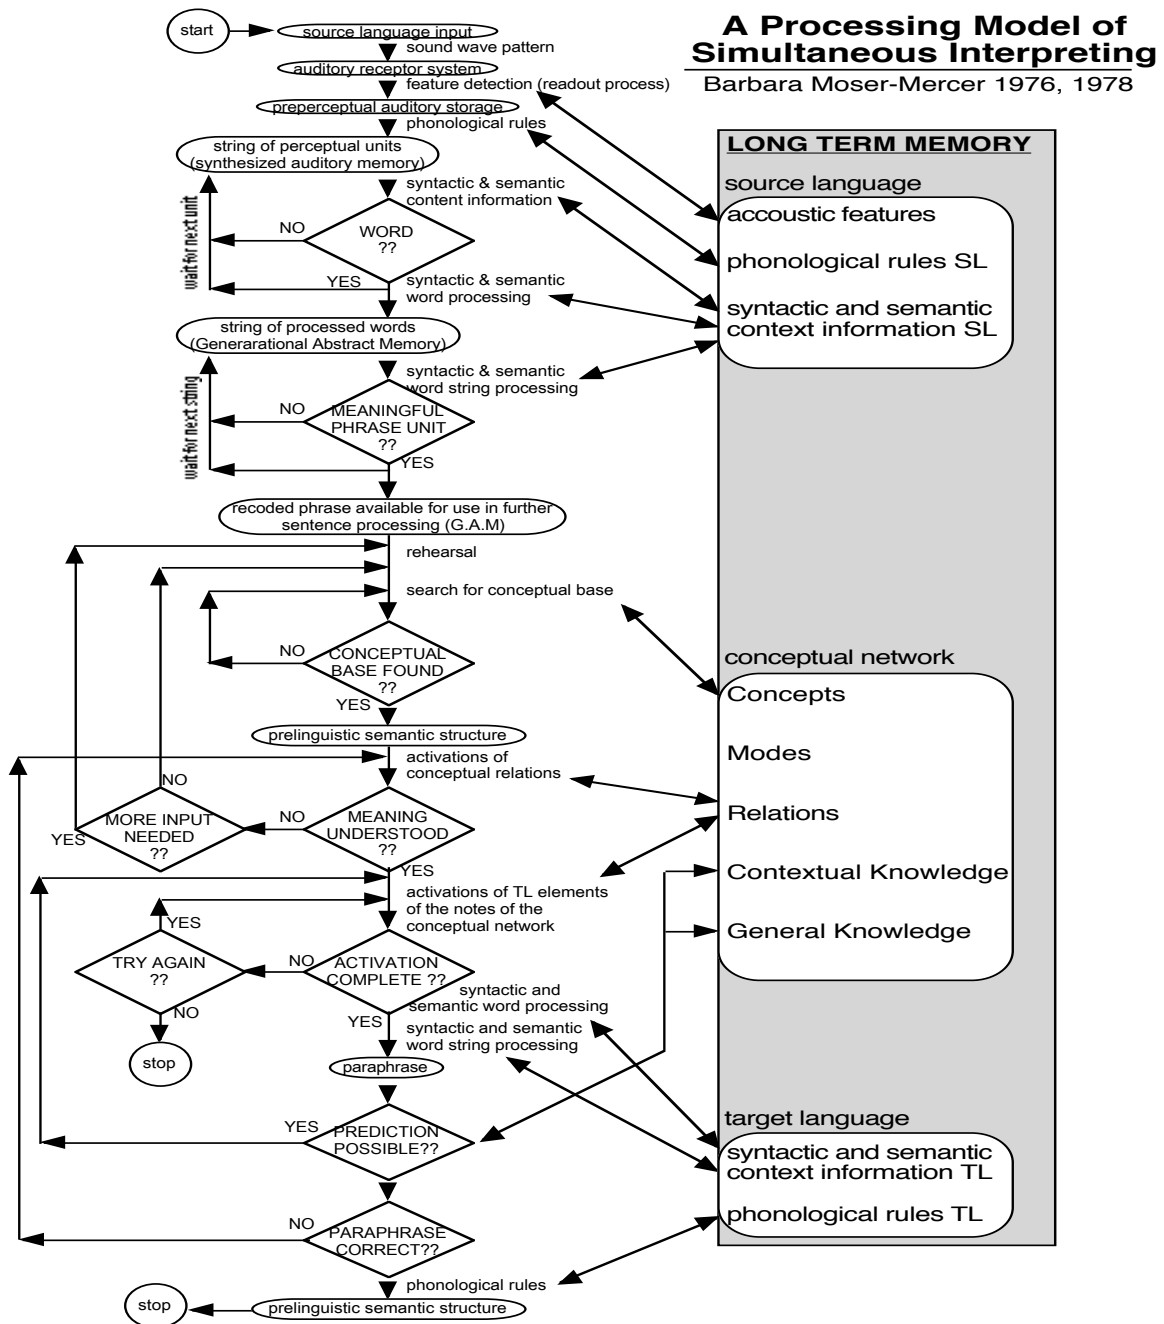 A Processing Model of
Simultaneous Interpreting
Barbara Moser-Mercer 1976, 1978
start
source language input
sound wave pattern
auditory receptor system
feature detection (readout process)
preperceptual auditory storage
phonological rules
string of perceptual units
(synthesized auditory memory)
syntactic & semantic
content information
wait for next unit
NO
WORD
??
YES
syntactic & semantic
word processing
string of processed words
(Generarational Abstract Memory)
syntactic & semantic
word string processing
wait for next string
NO
MEANINGFUL
PHRASE UNIT
??
YES
recoded phrase available for use in further
sentence processing (G.A.M)
rehearsal
search for conceptual base
NO
CONCEPTUAL
BASE FOUND
??
YES
prelinguistic semantic structure
activations of
conceptual relations
NO
MORE INPUT
NEEDED
??
YES
NO
MEANING
UNDERSTOOD
??
YES
activations of TL elements
of the notes of the
conceptual network
YES
TRY AGAIN
??
NO
stop
NO
ACTIVATION
COMPLETE ??
YES
syntactic and
semantic word processing
syntactic and semantic
word string processing
paraphrase
YES
PREDICTION
POSSIBLE??
NO
PARAPHRASE
CORRECT??
phonological rules
stop
prelinguistic semantic structure
LONG TERM MEMORY
source language
accoustic features
phonological rules SL
syntactic and semantic
context information SL
conceptual network
Concepts
Modes
Relations
Contextual Knowledge
General Knowledge
target language
syntactic and semantic
context information TL
phonological rules TL